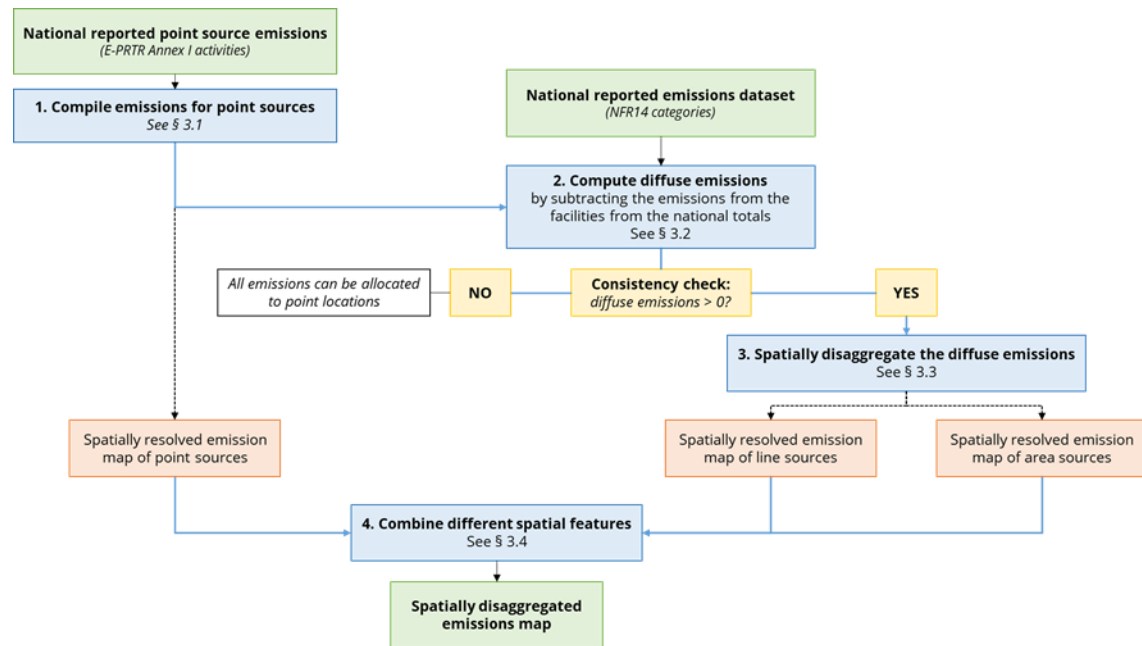 National reported point source emissions
(E-PRTR Annex I activities)
1. Compile emissions for point sources
See § 3.1
National reported emissions dataset
(NFR14 categories)
2. Compute diffuse emissions
by subtracting the emissions from the
facilities from the national totals
See § 3.2
All emissions can be allocated
to point locations
NO
Consistency check:
diffuse emissions > 0?
YES
3. Spatially disaggregate the diffuse emissions
See § 3.3
Spatially resolved emission
map of point sources
Spatially resolved emission
map of line sources
Spatially resolved emission
map of area sources
4. Combine different spatial features
See § 3.4
Spatially disaggregated
emissions map